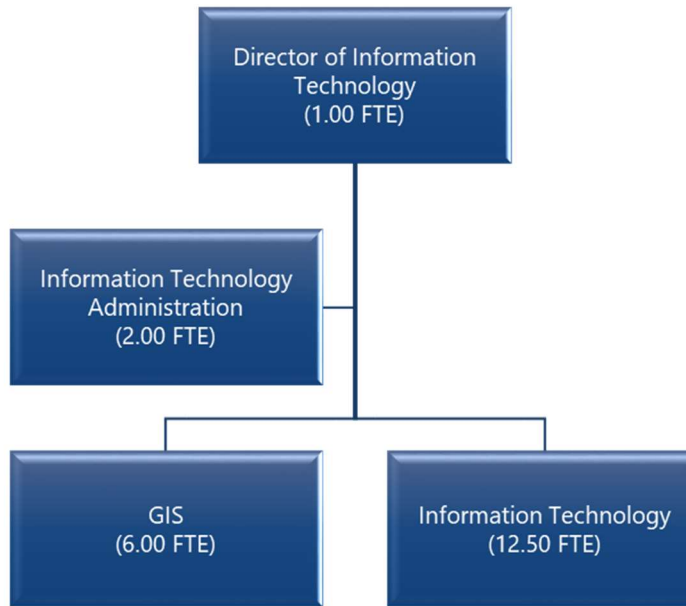 Director of Information
Technology
(1.00 FTE)
Information Technology
Administration
(2.00 FTE)
GIS
(6.00 FTE)
Information Technology
(12.50 FTE)